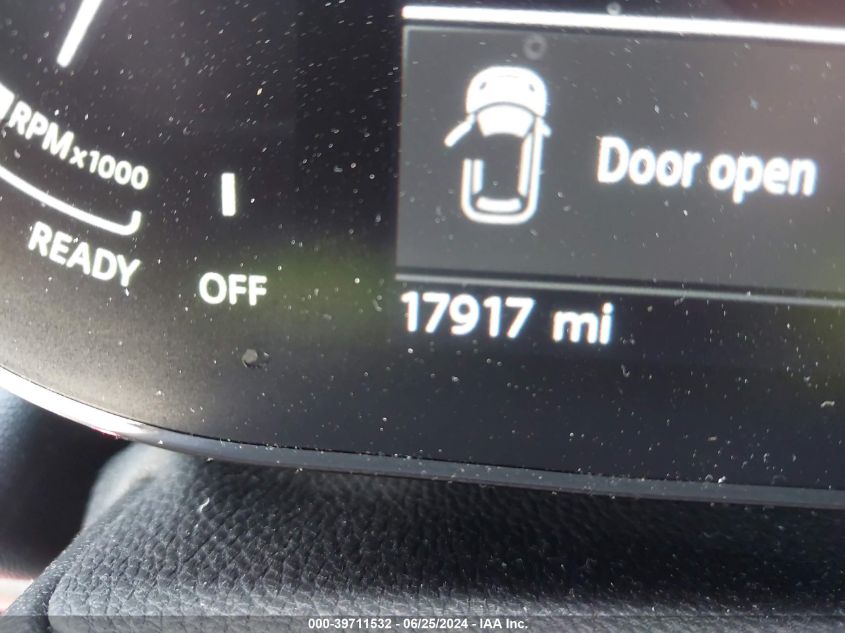 RPMx1000
READY
OFF
Door open
17917 mi
000-39711532 - 06/25/2024 - IAA Inc.